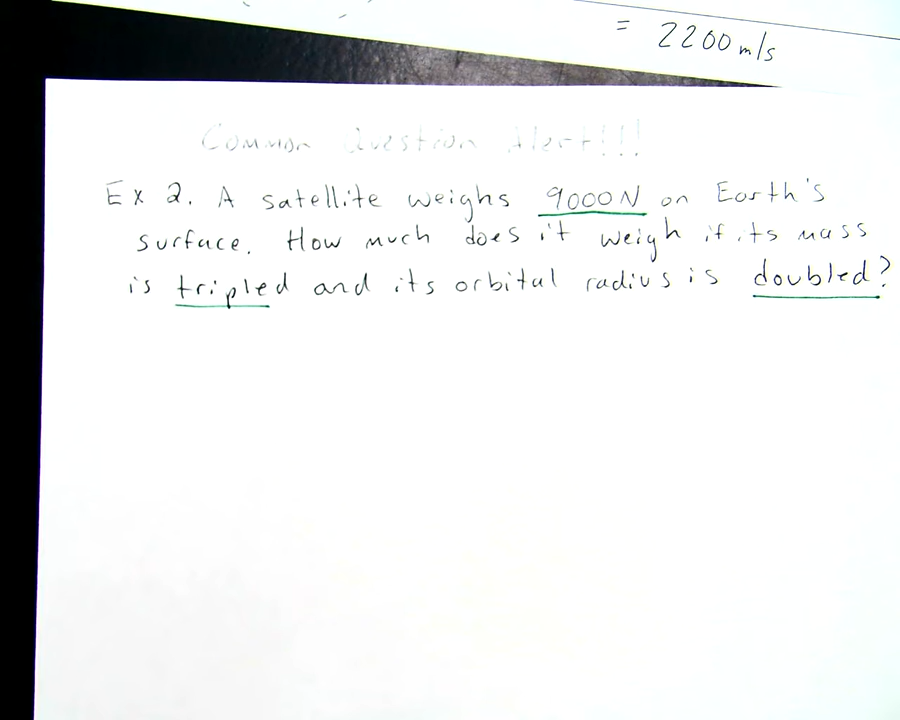 = 2200 m/s
Common Question Alert!!!
Ex 2. A satellite weighs 9000N on Earth's
surface. How much does it weigh if its mass
is tripled and its orbital radius is doubled?